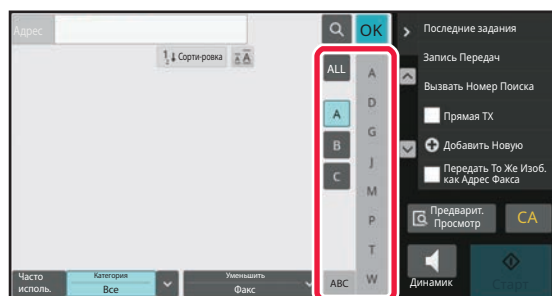 Адрес
OK
Последние задания
Сорти-ровка
Запись Передач
ALL
A
Вызвать Номер Поиска
A
D
Прямая TX
B
G
Добавить Новую
C
J
Передать То Же Изоб.
как Адрес Факса
M
P
Предварит.
Просмотр
CA
T
Часто
исполь.
Категория
Все
Уменьшить
Факс
ABC
W
Динамик
Старт